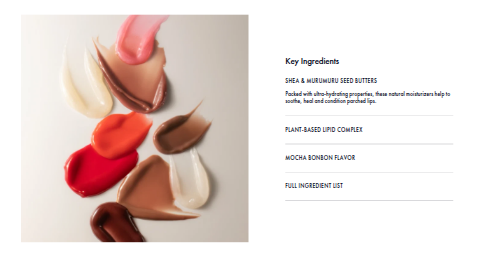 Key Ingredients
SHEA & MURUMURU SEED BUTTERS
Packed with ultra-hydrating properties, these natural moisturizers help to
soothe, heal and condition parched lips.
PLANT-BASED LIPID COMPLEX
MOCHA BONBON FLAVOR
FULL INGREDIENT LIST